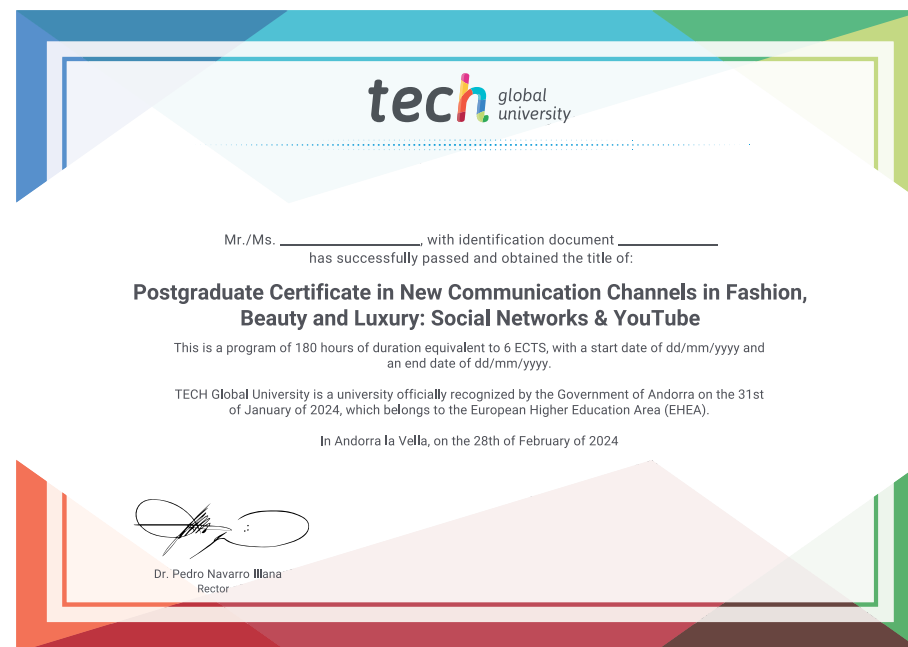 tech global university
Mr./Ms. ____________________, with identification document ______________
has successfully passed and obtained the title of:
Postgraduate Certificate in New Communication Channels in Fashion,
Beauty and Luxury: Social Networks & YouTube
This is a program of 180 hours of duration equivalent to 6 ECTS, with a start date of dd/mm/yyyy and
an end date of dd/mm/yyyy.
TECH Global University is a university officially recognized by the Government of Andorra on the 31st
of January of 2024, which belongs to the European Higher Education Area (EHEA).
In Andorra la Vella, on the 28th of February of 2024
Dr. Pedro Navarro Illana
Rector